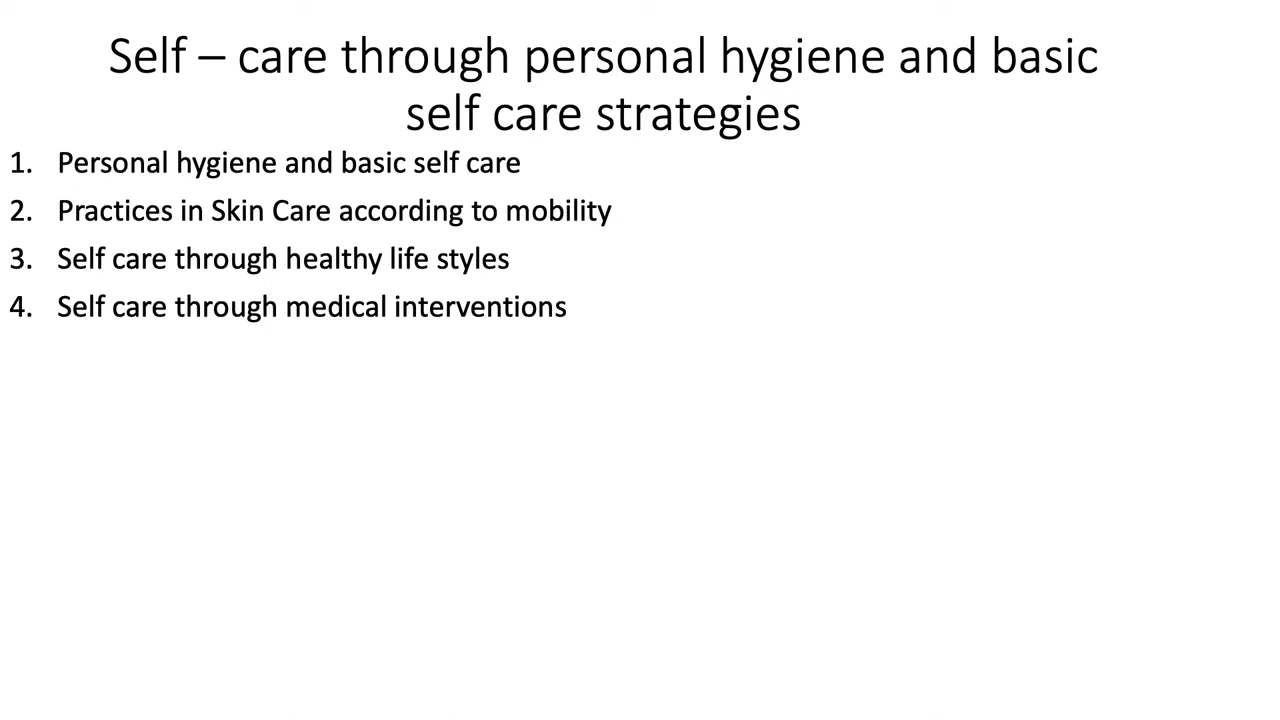 Self – care through personal hygiene and basic
self care strategies
1. Personal hygiene and basic self care
2. Practices in Skin Care according to mobility
3. Self care through healthy life styles
4. Self care through medical interventions